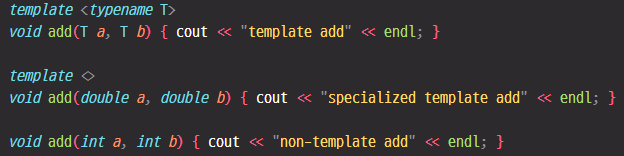 template <typename T>
void add(T a, T b) { cout << "template add" << endl; }
template <>
void add(double a, double b) { cout << "specialized template add" << endl; }
void add(int a, int b) { cout << "non-template add" << endl; }